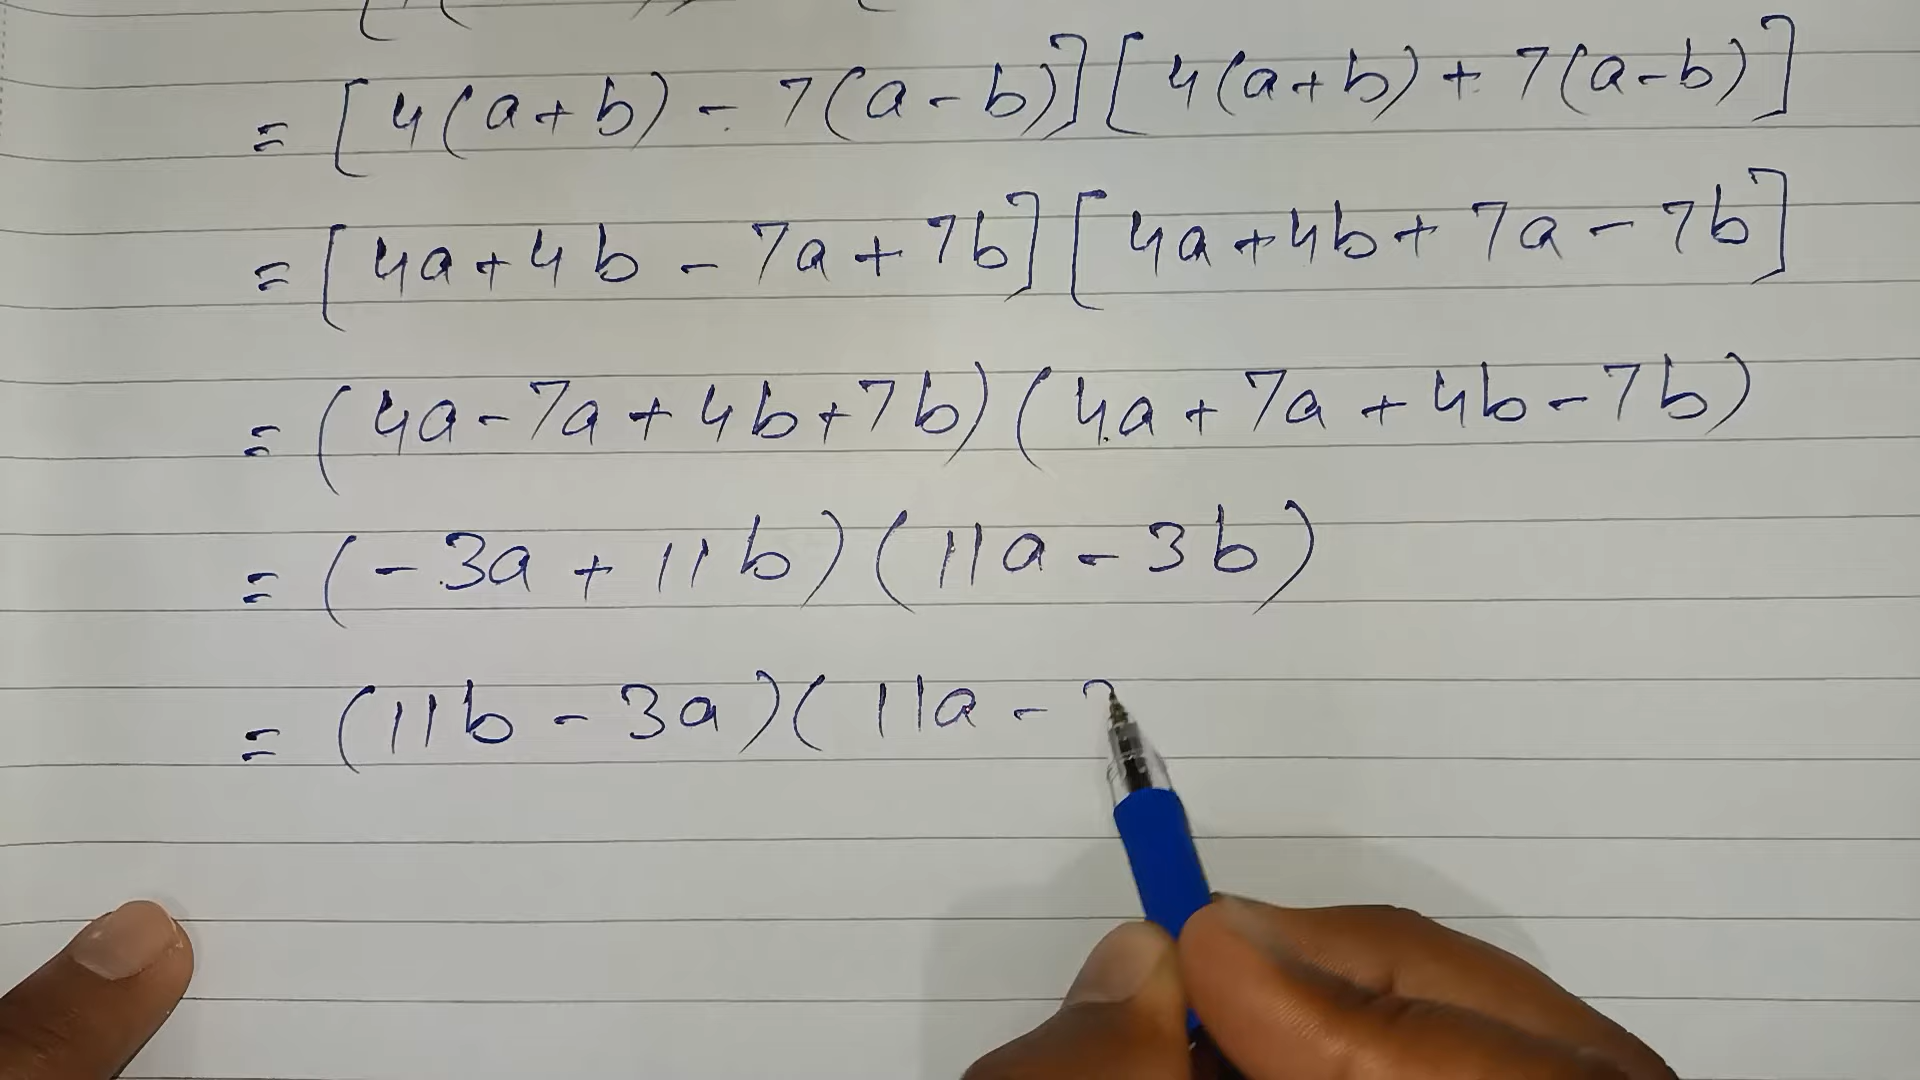 = [4(a+b) - 7(a-b)][4(a+b) + 7(a-b)]
= [4a+4b - 7a+7b][4a+4b+7a-7b]
= (4a-7a+4b+7b)(4a+7a+4b-7b)
= (-3a+11b)(11a-3b)
= (11b-3a)(11a-